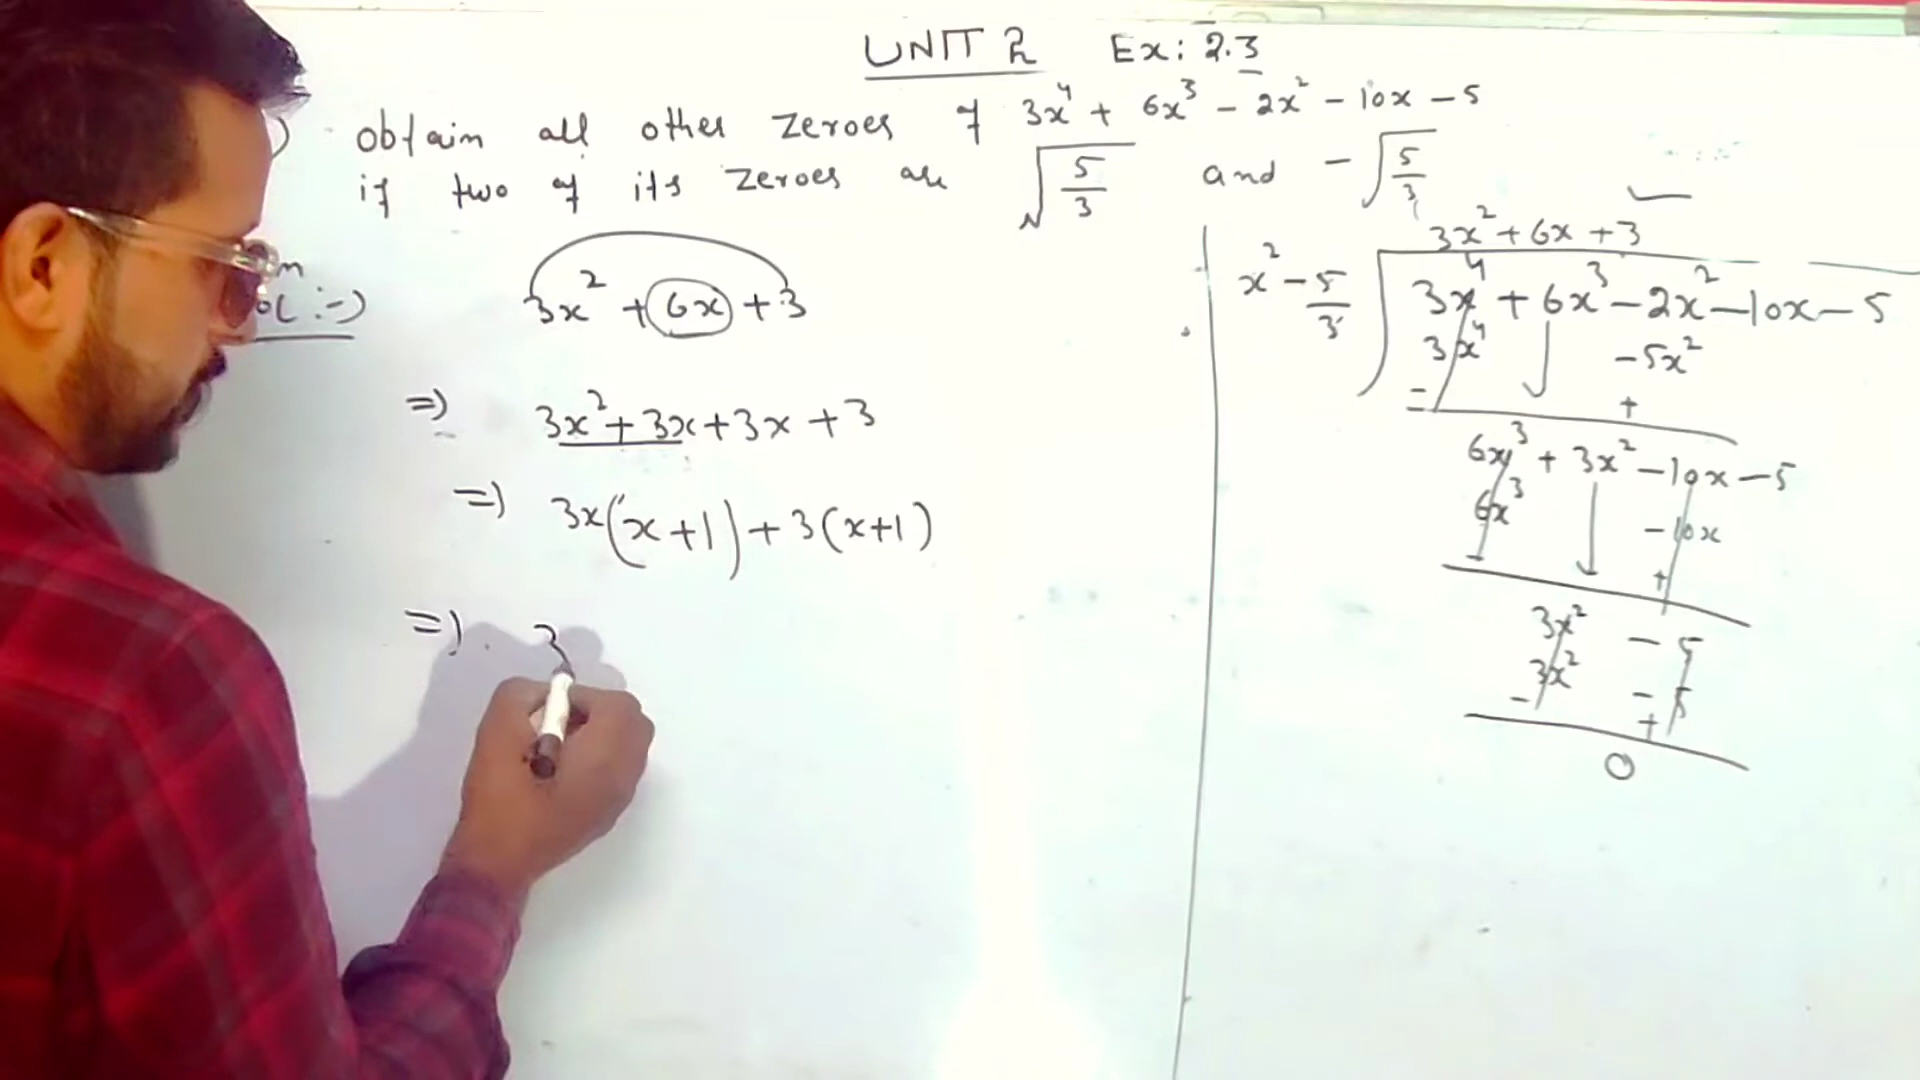 UNIT 2 Ex: 2.3
) obtain all other zeroes of 3x⁴ + 6x³ - 2x² - 10x - 5
if two of its zeroes are √(5/3) and - √(5/3)
ol :-)
3x² + 6x + 3
=) 3x² + 3x + 3x + 3
=) 3x(x+1) + 3(x+1)
=) 3
3x² + 6x + 3
x² - 5/3 3x⁴ + 6x³ - 2x² - 10x - 5
3x⁴ - 5x²
- +
6x³ + 3x² - 10x - 5
6x³ - 10x
- +
3x² - 5
3x² - 5
- +
0